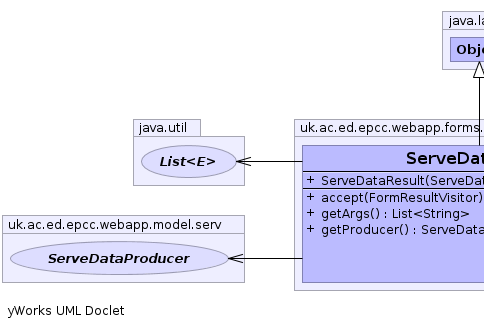 java.la
Obje
java.util
List<E>
uk.ac.ed.epcc.webapp.forms.
ServeDat
+ ServeDataResult(ServeDat
+ accept(FormResultVisitor)
+ getArgs() : List<String>
+ getProducer() : ServeData
uk.ac.ed.epcc.webapp.model.serv
ServeDataProducer
yWorks UML Doclet